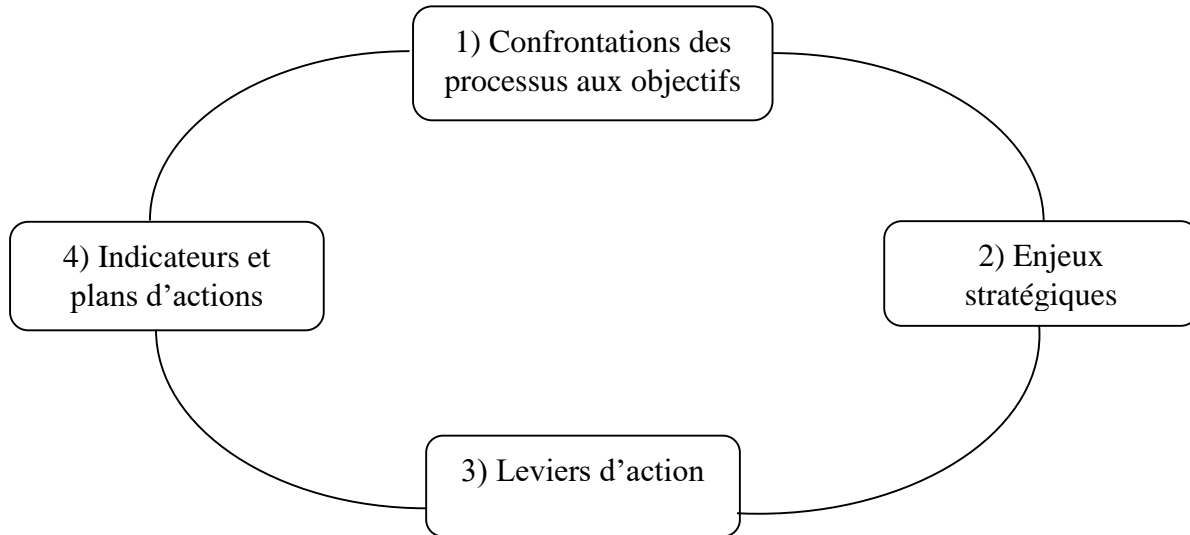 1) Confrontations des
processus aux objectifs
4) Indicateurs et
plans d’actions
2) Enjeux
stratégiques
3) Leviers d’action